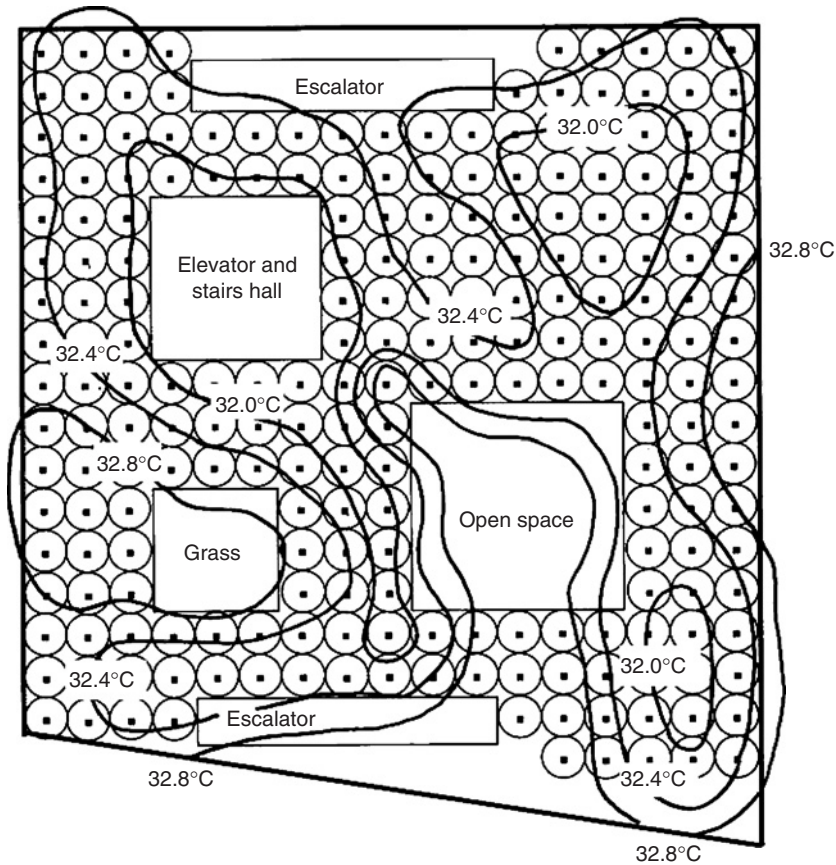 Escalator
32.0°C
32.8°C
Elevator and
stairs hall
32.4°C
32.4°C
32.0°C
32.8°C
Open space
Grass
32.0°C
32.4°C
Escalator
32.8°C
32.4°C
32.8°C